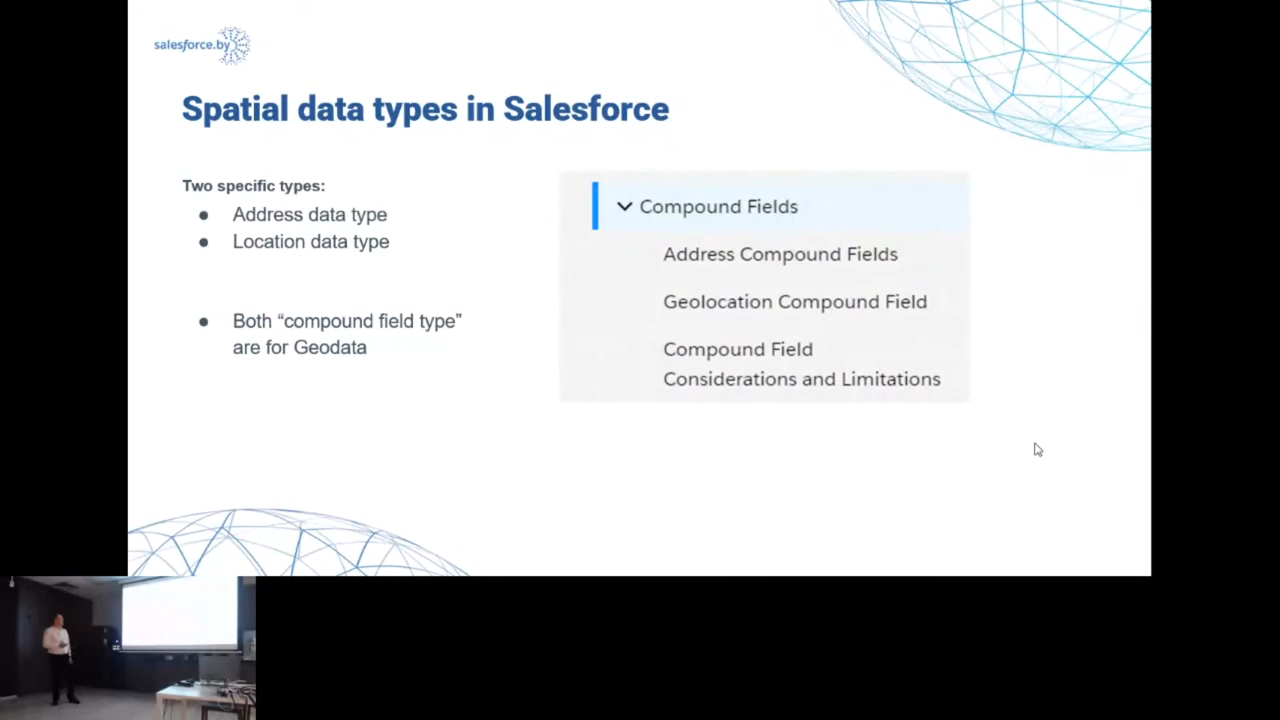 salesforce.by
Spatial data types in Salesforce
Two specific types:
● Address data type
● Location data type
● Both “compound field type”
are for Geodata
Compound Fields
Address Compound Fields
Geolocation Compound Field
Compound Field
Considerations and Limitations